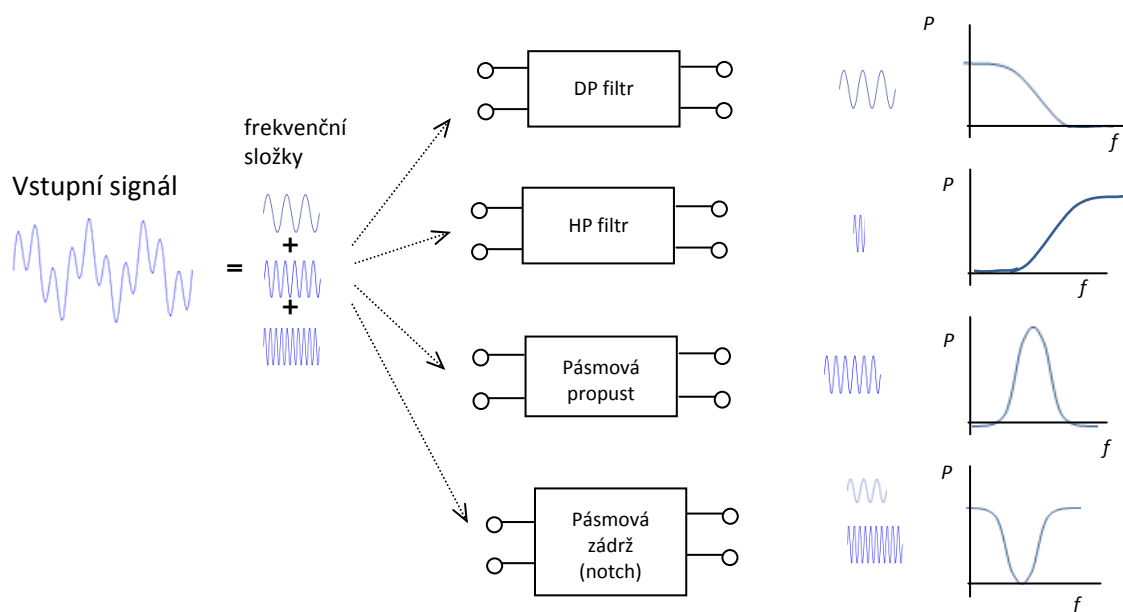 Vstupní signál
=
frekvenční
složky
+
+
DP filtr
P
f
HP filtr
P
f
Pásmová
propust
P
f
Pásmová
zádrž
(notch)
P
f